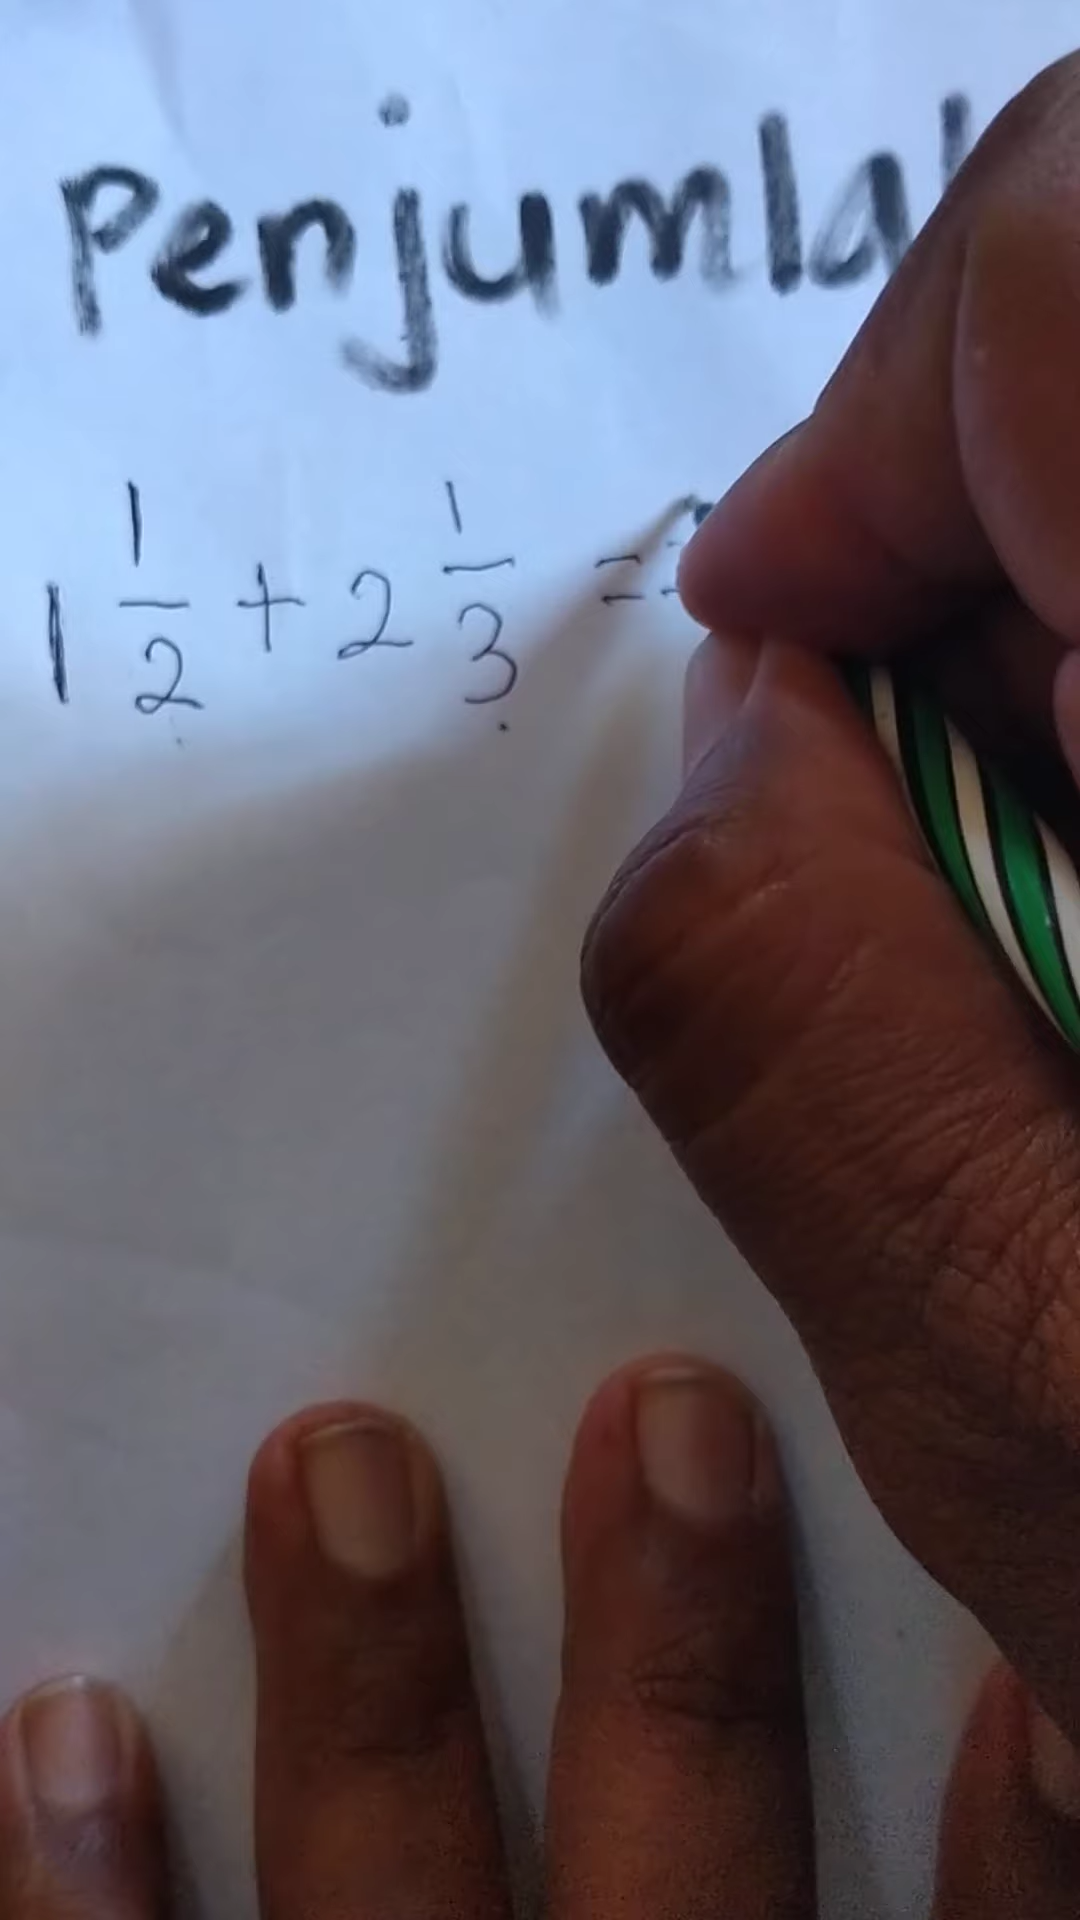 Penjumla
1 1/2 + 2 1/3 =